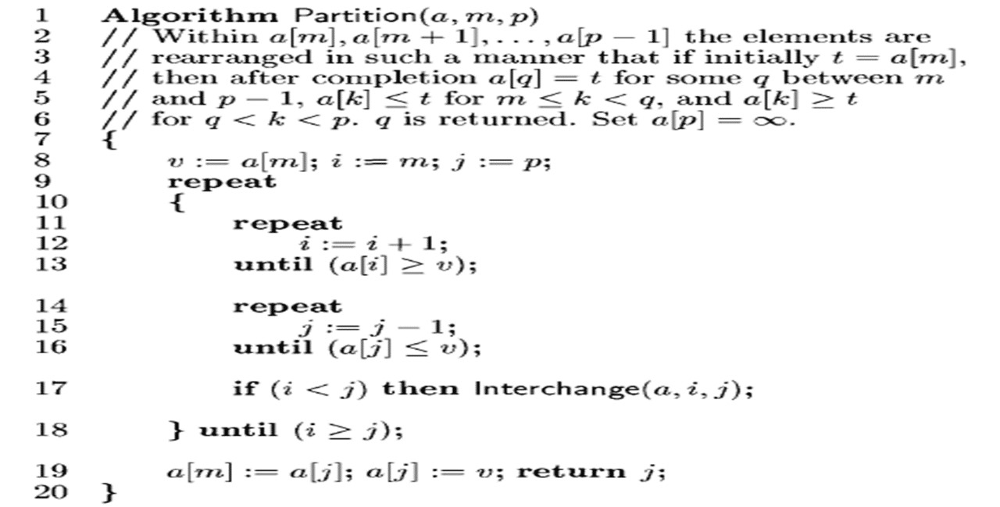 1 Algorithm Partition(a, m, p)
2 // Within a[m], a[m + 1], . . . , a[p − 1] the elements are
3 // rearranged in such a manner that if initially t = a[m],
4 // then after completion a[q] = t for some q between m
5 // and p − 1, a[k] ≤ t for m ≤ k < q, and a[k] ≥ t
6 // for q < k < p. q is returned. Set a[p] = ∞.
7 {
8 v := a[m]; i := m; j := p;
9 repeat
10 {
11 repeat
12 i := i + 1;
13 until (a[i] ≥ v);
14 repeat
15 j := j − 1;
16 until (a[j] ≤ v);
17 if (i < j) then Interchange(a, i, j);
18 } until (i ≥ j);
19 a[m] := a[j]; a[j] := v; return j;
20 }